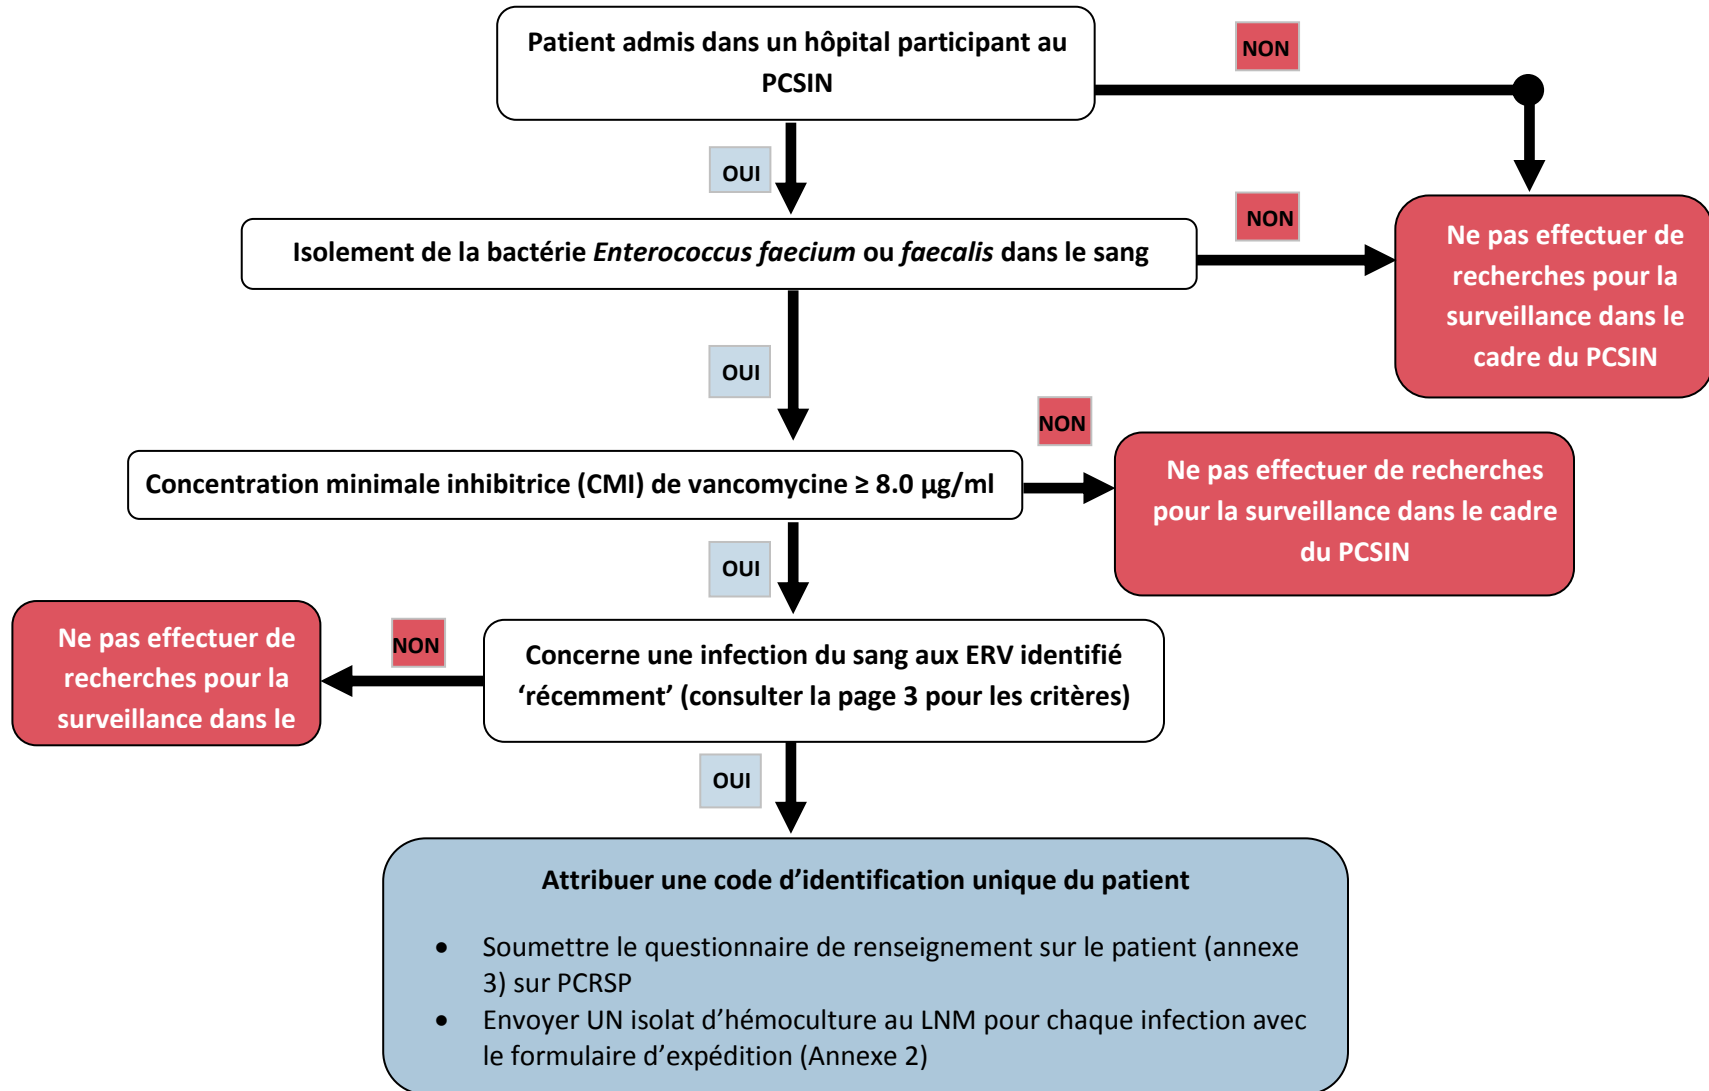 Patient admis dans un hôpital participant au
PCSIN
NON
OUI
Isolement de la bactérie Enterococcus faecium ou faecalis dans le sang
NON
Ne pas effectuer de
recherches pour la
surveillance dans le
cadre du PCSIN
OUI
Concentration minimale inhibitrice (CMI) de vancomycine ≥ 8.0 µg/ml
NON
Ne pas effectuer de recherches
pour la surveillance dans le cadre
du PCSIN
OUI
Concerne une infection du sang aux ERV identifié
‘récemment’ (consulter la page 3 pour les critères)
NON
Ne pas effectuer de
recherches pour la
surveillance dans le
OUI
Attribuer une code d’identification unique du patient
• Soumettre le questionnaire de renseignement sur le patient (annexe
3) sur PCRSP
• Envoyer UN isolat d’hémoculture au LNM pour chaque infection avec
le formulaire d’expédition (Annexe 2)